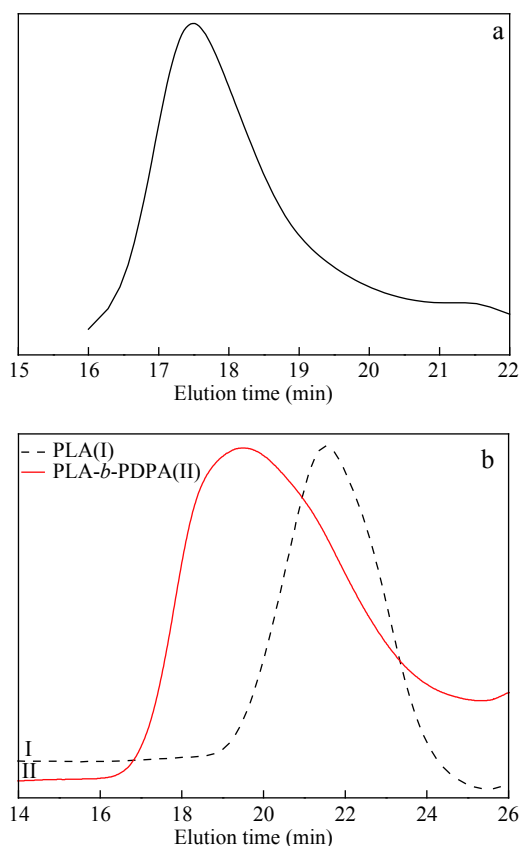 a
15 16 17 18 19 20 21 22
Elution time (min)
PLA(I) b
PLA-b-PDPA(II)
I
II
14 16 18 20 22 24 26
Elution time (min)